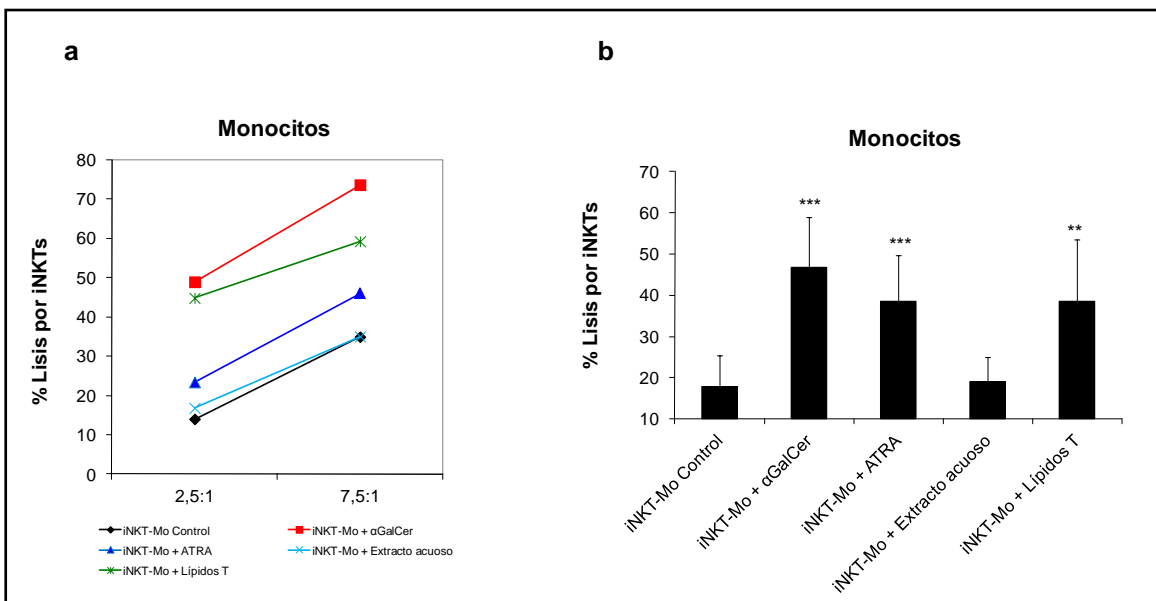 a
Monocitos
% Lisis por iNKTs
80
70
60
50
40
30
20
10
0
2,5:1
7,5:1
iNKT-Mo Control
iNKT-Mo + αGalCer
iNKT-Mo + ATRA
iNKT-Mo + Extracto acuoso
iNKT-Mo + Lípidos T
b
Monocitos
% Lisis por iNKTs
70
60
50
40
30
20
10
***
***
**
iNKT-Mo Control
iNKT-Mo + αGalCer
iNKT-Mo + ATRA
iNKT-Mo + Extracto acuoso
iNKT-Mo + Lípidos T